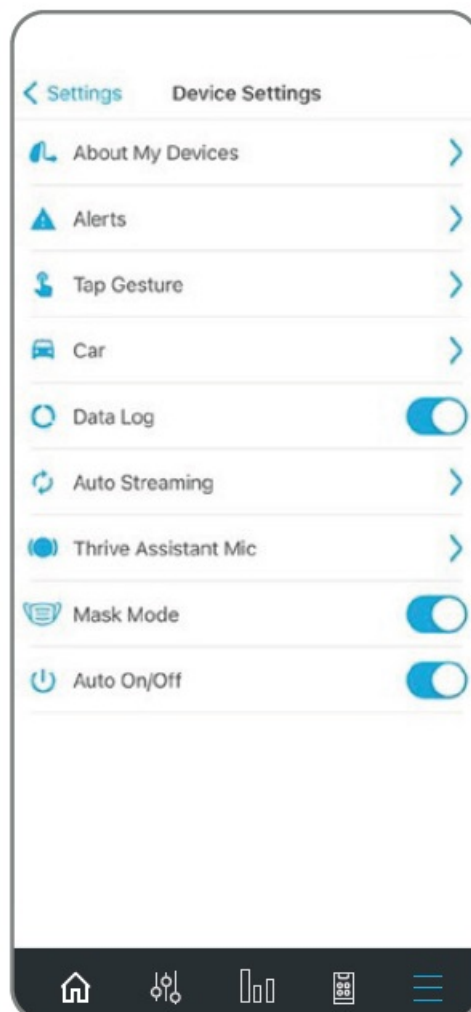 Settings Device Settings
About My Devices
Alerts
Tap Gesture
Car
Data Log
Auto Streaming
Thrive Assistant Mic
Mask Mode
Auto On/Off